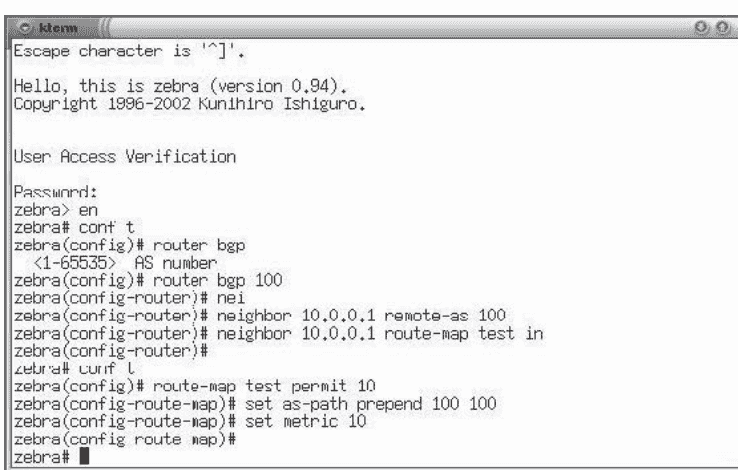 kterm
Escape character is '^]'.
Hello, this is zebra (version 0.94).
Copyright 1996-2002 Kunihiro Ishiguro.
User Access Verification
Password:
zebra> en
zebra# conf t
zebra(config)# router bgp
<1-65535> AS number
zebra(config)# router bgp 100
zebra(config-router)# nei
zebra(config-router)# neighbor 10.0.0.1 remote-as 100
zebra(config-router)# neighbor 10.0.0.1 route-map test in
zebra(config-router)#
zebra# conf t
zebra(config)# route-map test permit 10
zebra(config-route-map)# set as-path prepend 100 100
zebra(config-route-map)# set metric 10
zebra(config-route-map)#
zebra#